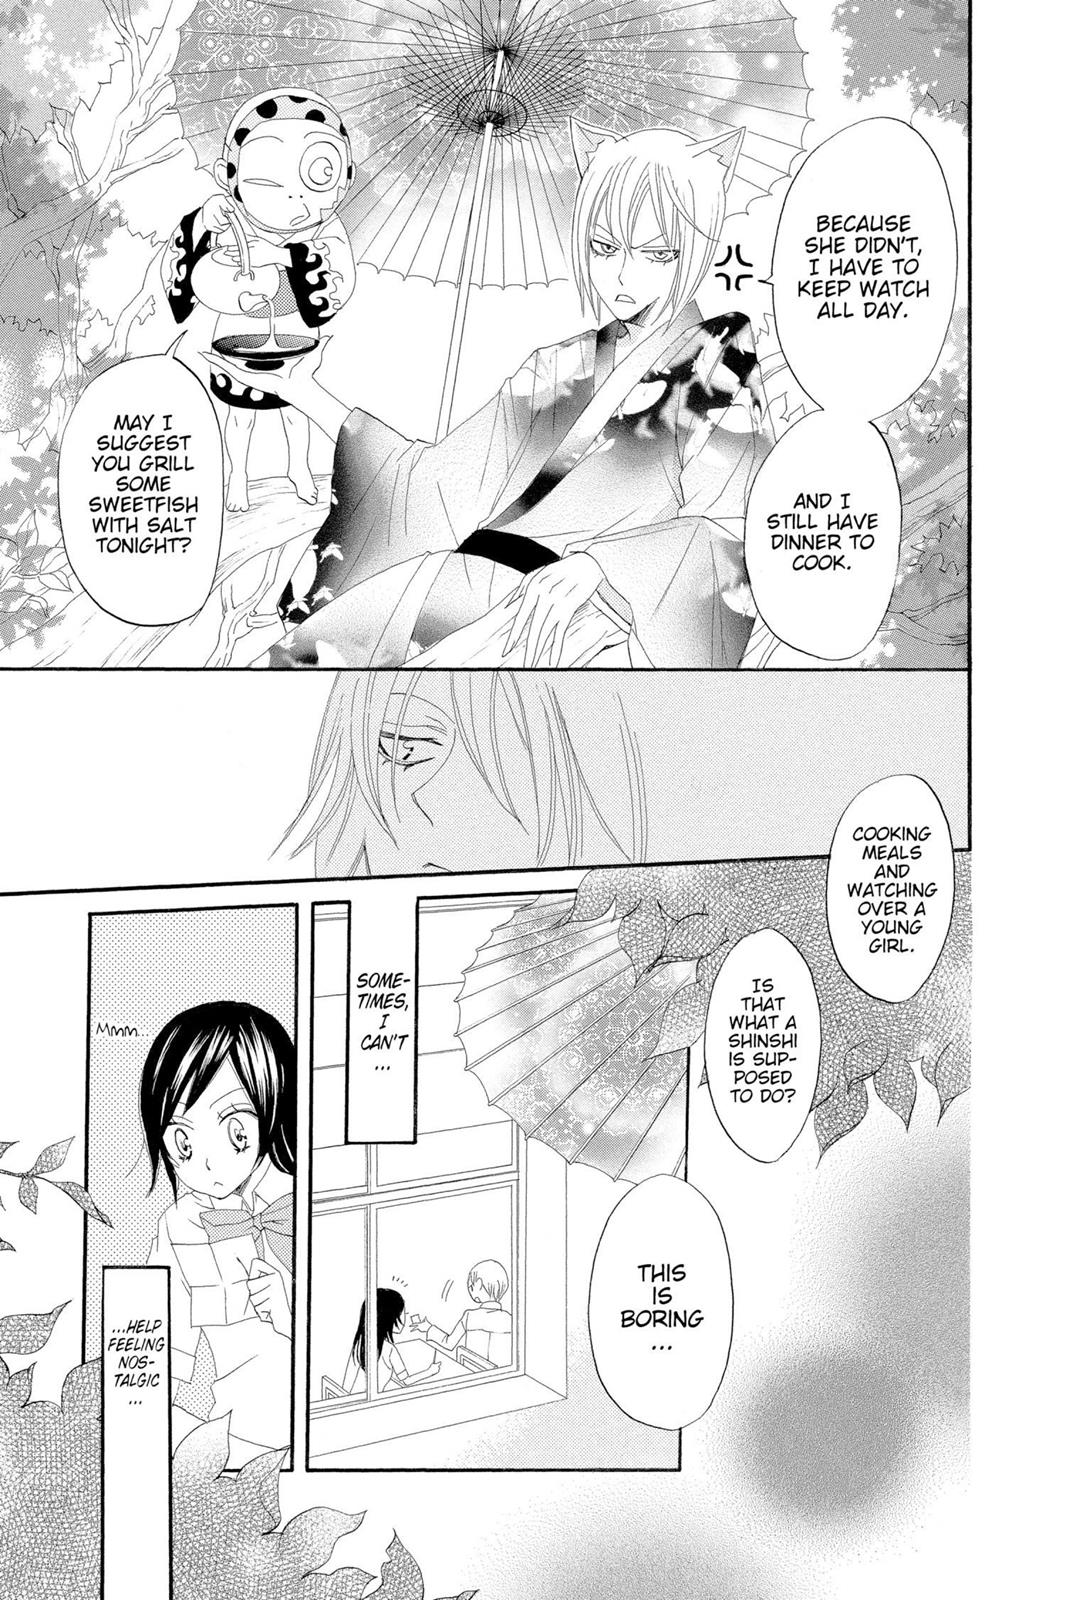 BECAUSE
SHE DIDN'T,
I HAVE TO
KEEP WATCH
ALL DAY.
AND I
STILL HAVE
DINNER TO
COOK.
MAY I
SUGGEST
YOU GRILL
SOME
SWEETFISH
WITH SALT
TONIGHT?
COOKING
MEALS
AND
WATCHING
OVER A
YOUNG
GIRL.
IS
THAT
WHAT A
SHINSHI
IS SUP-
POSED
TO DO?
THIS
IS
BORING
...
SOME-
TIMES,
I
CAN'T
...
Mmm...
...HELP
FEELING
NOS-
TALGIC
...